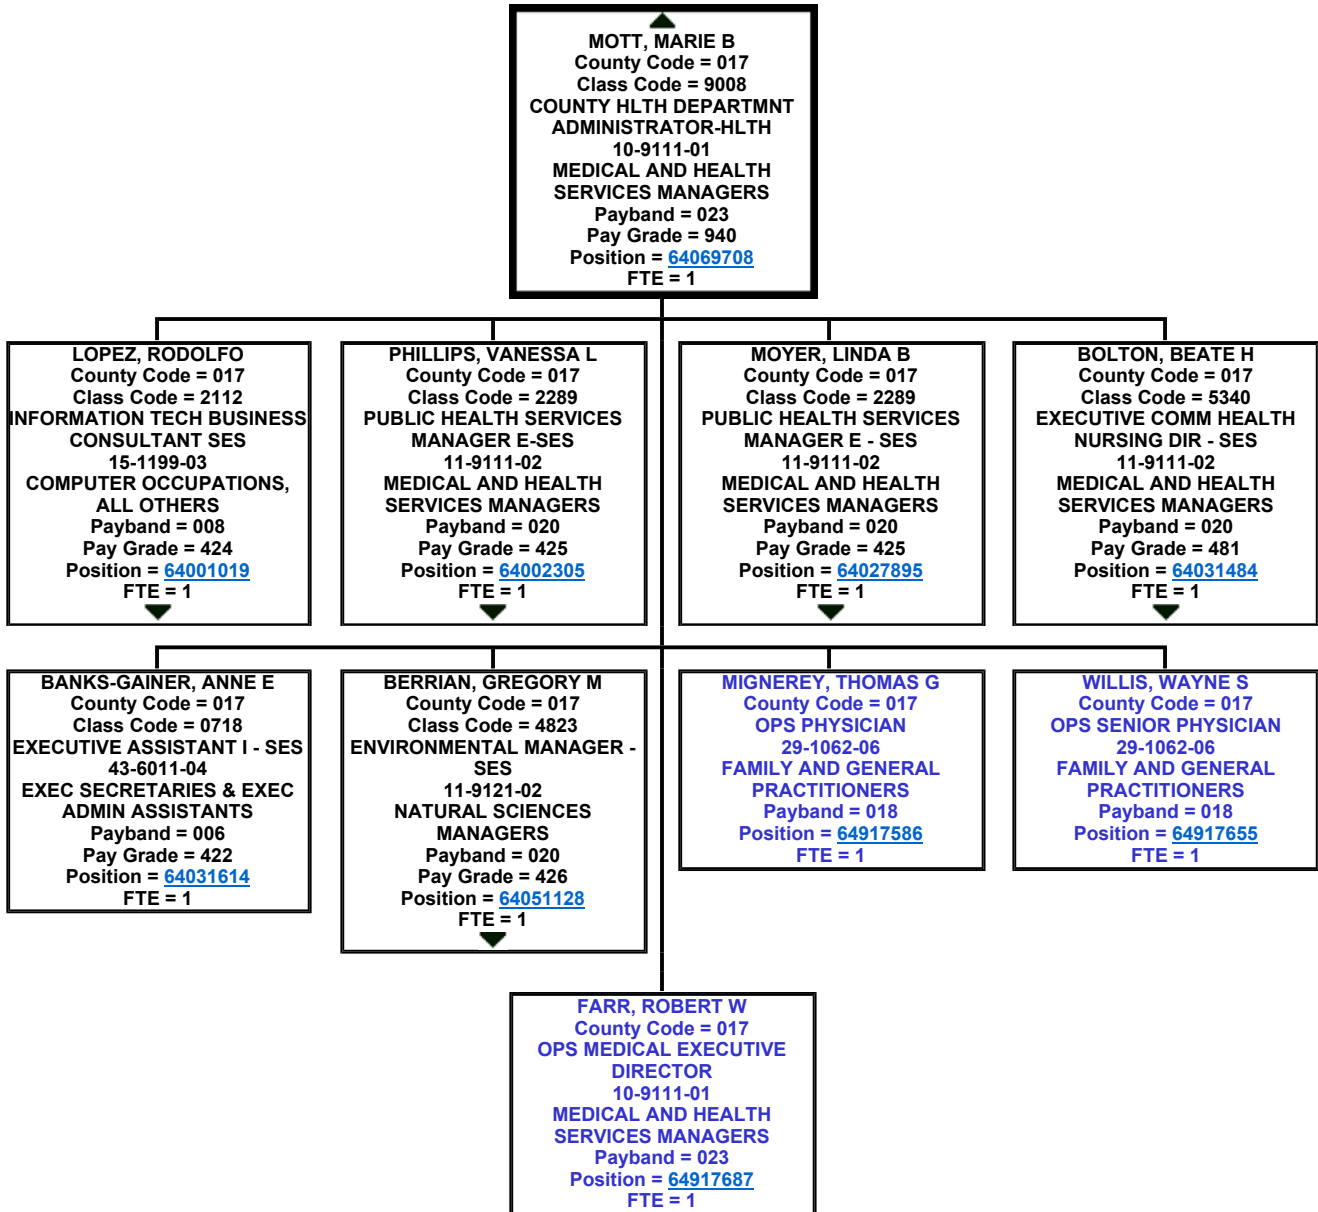 MOTT, MARIE B
County Code = 017
Class Code = 9008
COUNTY HLTH DEPARTMNT
ADMINISTRATOR-HLTH
10-9111-01
MEDICAL AND HEALTH
SERVICES MANAGERS
Payband = 023
Pay Grade = 940
Position = 64069708
FTE = 1
LOPEZ, RODOLFO
County Code = 017
Class Code = 2112
INFORMATION TECH BUSINESS
CONSULTANT SES
15-1199-03
COMPUTER OCCUPATIONS,
ALL OTHERS
Payband = 008
Pay Grade = 424
Position = 64001019
FTE = 1
PHILLIPS, VANESSA L
County Code = 017
Class Code = 2289
PUBLIC HEALTH SERVICES
MANAGER E-SES
11-9111-02
MEDICAL AND HEALTH
SERVICES MANAGERS
Payband = 020
Pay Grade = 425
Position = 64002305
FTE = 1
MOYER, LINDA B
County Code = 017
Class Code = 2289
PUBLIC HEALTH SERVICES
MANAGER E - SES
11-9111-02
MEDICAL AND HEALTH
SERVICES MANAGERS
Payband = 020
Pay Grade = 425
Position = 64027895
FTE = 1
BOLTON, BEATE H
County Code = 017
Class Code = 5340
EXECUTIVE COMM HEALTH
NURSING DIR - SES
11-9111-02
MEDICAL AND HEALTH
SERVICES MANAGERS
Payband = 020
Pay Grade = 481
Position = 64031484
FTE = 1
BANKS-GAINER, ANNE E
County Code = 017
Class Code = 0718
EXECUTIVE ASSISTANT I - SES
43-6011-04
EXEC SECRETARIES & EXEC
ADMIN ASSISTANTS
Payband = 006
Pay Grade = 422
Position = 64031614
FTE = 1
BERRIAN, GREGORY M
County Code = 017
Class Code = 4823
ENVIRONMENTAL MANAGER -
SES
11-9121-02
NATURAL SCIENCES
MANAGERS
Payband = 020
Pay Grade = 426
Position = 64051128
FTE = 1
MIGNEREY, THOMAS G
County Code = 017
OPS PHYSICIAN
29-1062-06
FAMILY AND GENERAL
PRACTITIONERS
Payband = 018
Position = 64917586
FTE = 1
WILLIS, WAYNE S
County Code = 017
OPS SENIOR PHYSICIAN
29-1062-06
FAMILY AND GENERAL
PRACTITIONERS
Payband = 018
Position = 64917655
FTE = 1
FARR, ROBERT W
County Code = 017
OPS MEDICAL EXECUTIVE
DIRECTOR
10-9111-01
MEDICAL AND HEALTH
SERVICES MANAGERS
Payband = 023
Position = 64917687
FTE = 1